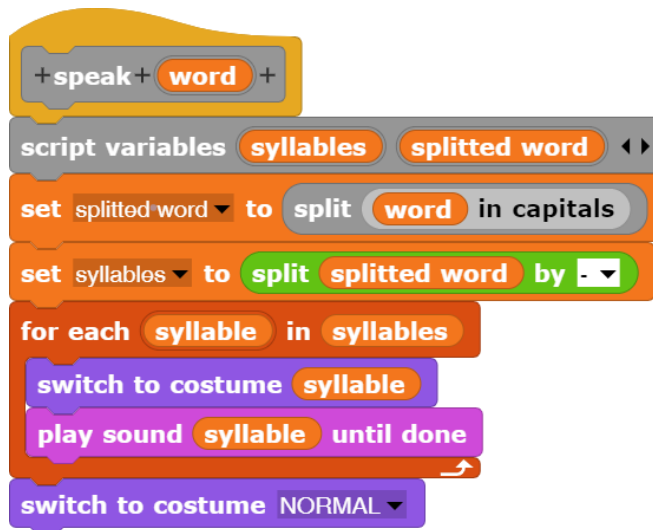 +speak+ word +
script variables syllables splitted word
set splitted word to split word in capitals
set syllables to split splitted word by -
for each syllable in syllables
switch to costume syllable
play sound syllable until done
switch to costume NORMAL